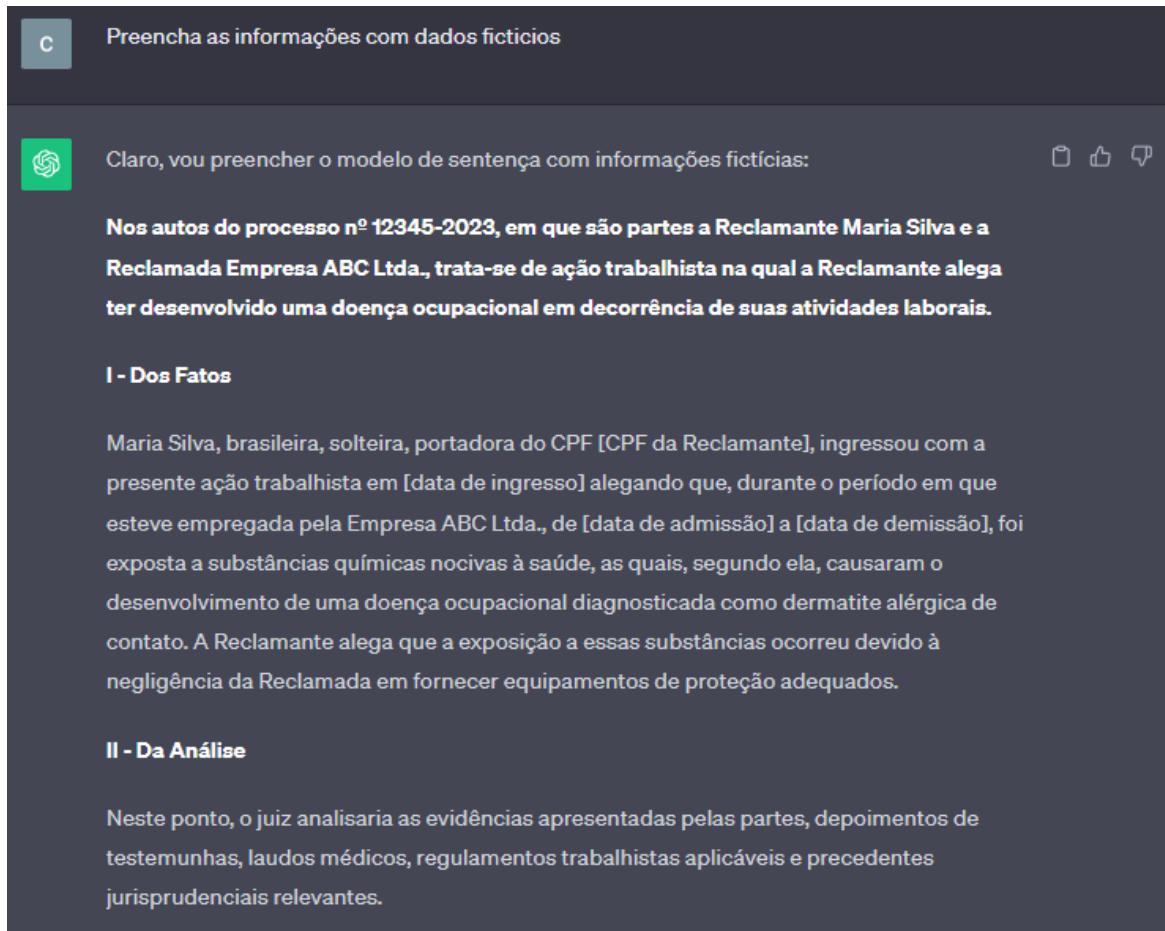 C
Preencha as informações com dados ficticios
Claro, vou preencher o modelo de sentença com informações fictícias:
Nos autos do processo nº 12345-2023, em que são partes a Reclamante Maria Silva e a
Reclamada Empresa ABC Ltda., trata-se de ação trabalhista na qual a Reclamante alega
ter desenvolvido uma doença ocupacional em decorrência de suas atividades laborais.
I - Dos Fatos
Maria Silva, brasileira, solteira, portadora do CPF [CPF da Reclamante], ingressou com a
presente ação trabalhista em [data de ingresso] alegando que, durante o período em que
esteve empregada pela Empresa ABC Ltda., de [data de admissão] a [data de demissão], foi
exposta a substâncias químicas nocivas à saúde, as quais, segundo ela, causaram o
desenvolvimento de uma doença ocupacional diagnosticada como dermatite alérgica de
contato. A Reclamante alega que a exposição a essas substâncias ocorreu devido à
negligência da Reclamada em fornecer equipamentos de proteção adequados.
II - Da Análise
Neste ponto, o juiz analisaria as evidências apresentadas pelas partes, depoimentos de
testemunhas, laudos médicos, regulamentos trabalhistas aplicáveis e precedentes
jurisprudenciais relevantes.